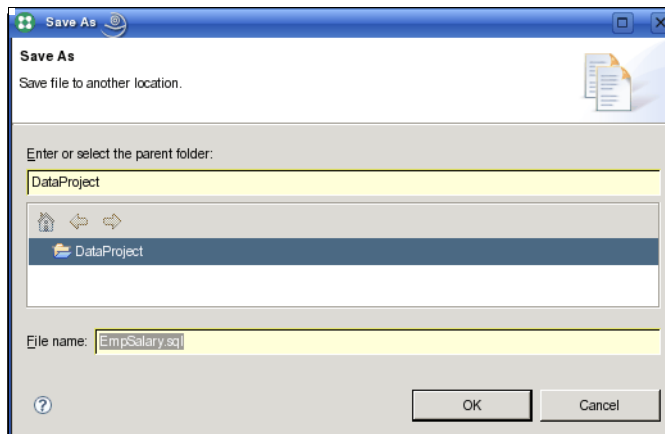 Save As
Save As
Save file to another location.
Enter or select the parent folder:
DataProject
DataProject
File name: EmpSalary.sql
?
OK Cancel